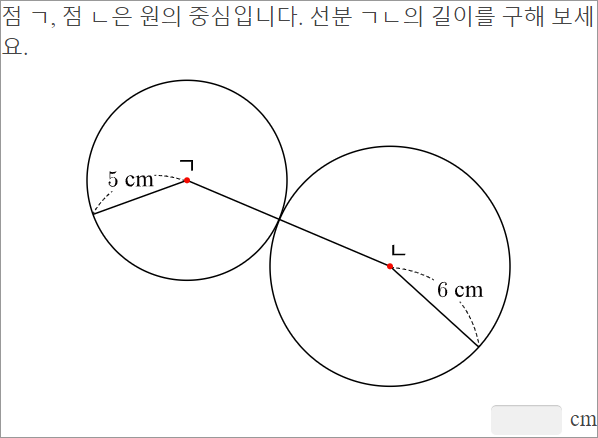 점 ㄱ, 점 ㄴ은 원의 중심입니다. 선분 ㄱㄴ의 길이를 구해 보세
요.
ㄱ
5 cm
ㄴ
6 cm
cm